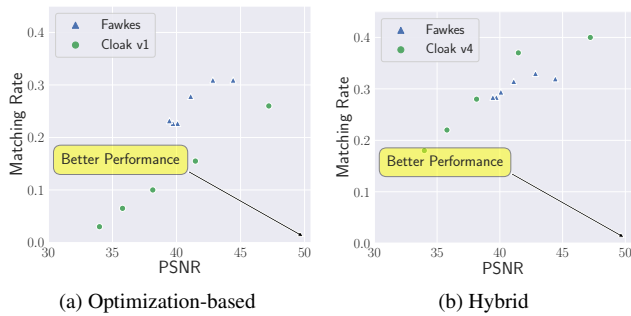 Fawkes
Cloak v1
Matching Rate
0.4
0.3
0.2
0.1
0.0
Better Performance
30 35 40 45 50
PSNR
(a) Optimization-based
Fawkes
Cloak v4
Matching Rate
0.4
0.3
0.2
0.1
0.0
Better Performance
30 35 40 45 50
PSNR
(b) Hybrid